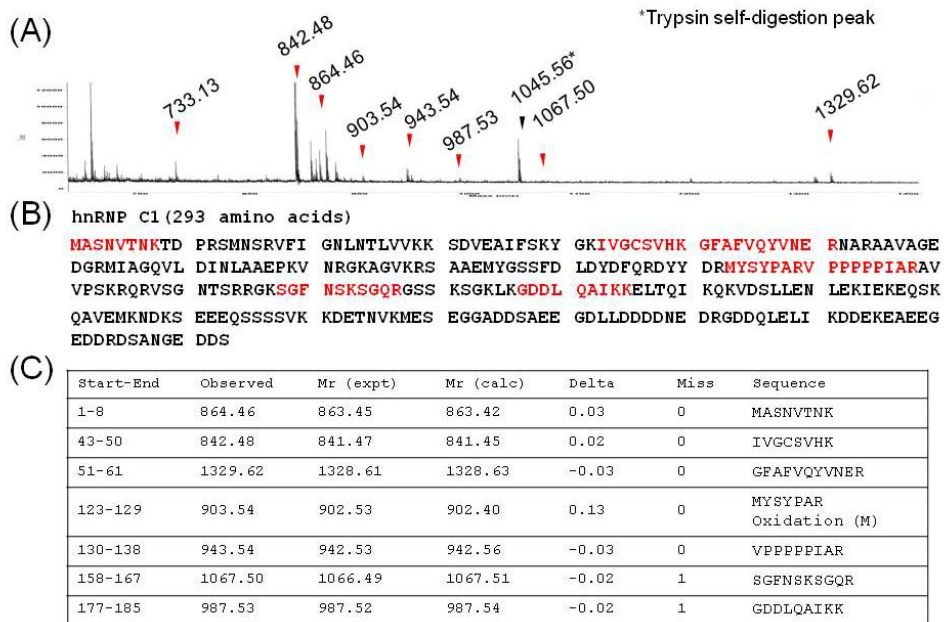 (A)
*Trypsin self-digestion peak
733.13
842.48
864.46
903.54
943.54
987.53
1045.56*
1067.50
1329.62
(B)
hnRNP C1(293 amino acids)
MASNVTNKTD PRSMNSRVFI GNLNTLVVKK SDVEAIFSKY GKIVGCSVHK GFAFVQYVNE RNARAAVAGE
DGRMIAGQVL DINLAAEPKV NRGKAGVKRS AAEMYGSSFD LDYDFQRDYY DRMYSYPARV PPPPPIARAV
VPSKRQRVSG NTSRRGKSGF NSKSGQRGSS KSGKLKGDDL QAIKKELTQI KQKVDSLLEN LEKIEKEQSK
QAVEMKNDKS EEEQSSSSVK KDETNVKMES EGGADDSAEE GDLLDDDDNE DRGDDQLELI KDDEKEAEEG
EDDRDSANGE DDS
(C)
Start-End Observed Mr (expt) Mr (calc) Delta Miss Sequence
1-8 864.46 863.45 863.42 0.03 0 MASNVTNK
43-50 842.48 841.47 841.45 0.02 0 IVGCSVHK
51-61 1329.62 1328.61 1328.63 -0.03 0 GFAFVQYVNER
123-129 903.54 902.53 902.40 0.13 0 MYSYPAR
Oxidation (M)
130-138 943.54 942.53 942.56 -0.03 0 VPPPPPIAR
158-167 1067.50 1066.49 1067.51 -0.02 1 SGFNSKSGQR
177-185 987.53 987.52 987.54 -0.02 1 GDDLQAIKK